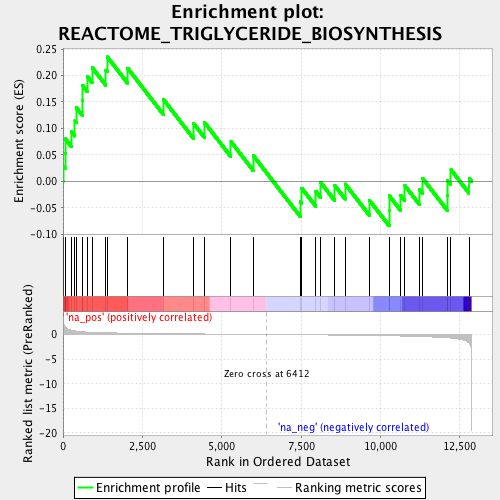 Enrichment plot:
REACTOME_TRIGLYCERIDE_BIOSYNTHESIS
Enrichment score (ES)
0.25
0.20
0.15
0.10
0.05
0.00
-0.05
-0.10
'na_pos' (positively correlated)
Ranked list metric (PreRanked)
0
-5
-10
-15
-20
Zero cross at 6412
'na_neg' (negatively correlated)
0
2,500
5,000
7,500
10,000
12,500
Rank in Ordered Dataset
Enrichment profile
Hits
Ranking metric scores